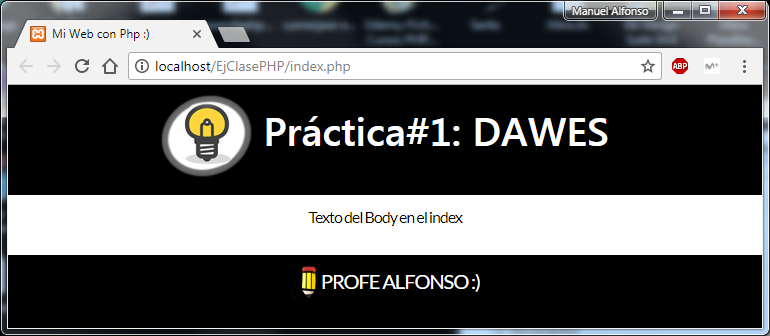 Manuel Alfonso
Mi Web con Php :)
localhost/EjClasePHP/index.php
ABP
M+
Práctica#1: DAWES
Texto del Body en el index
PROFE ALFONSO :)